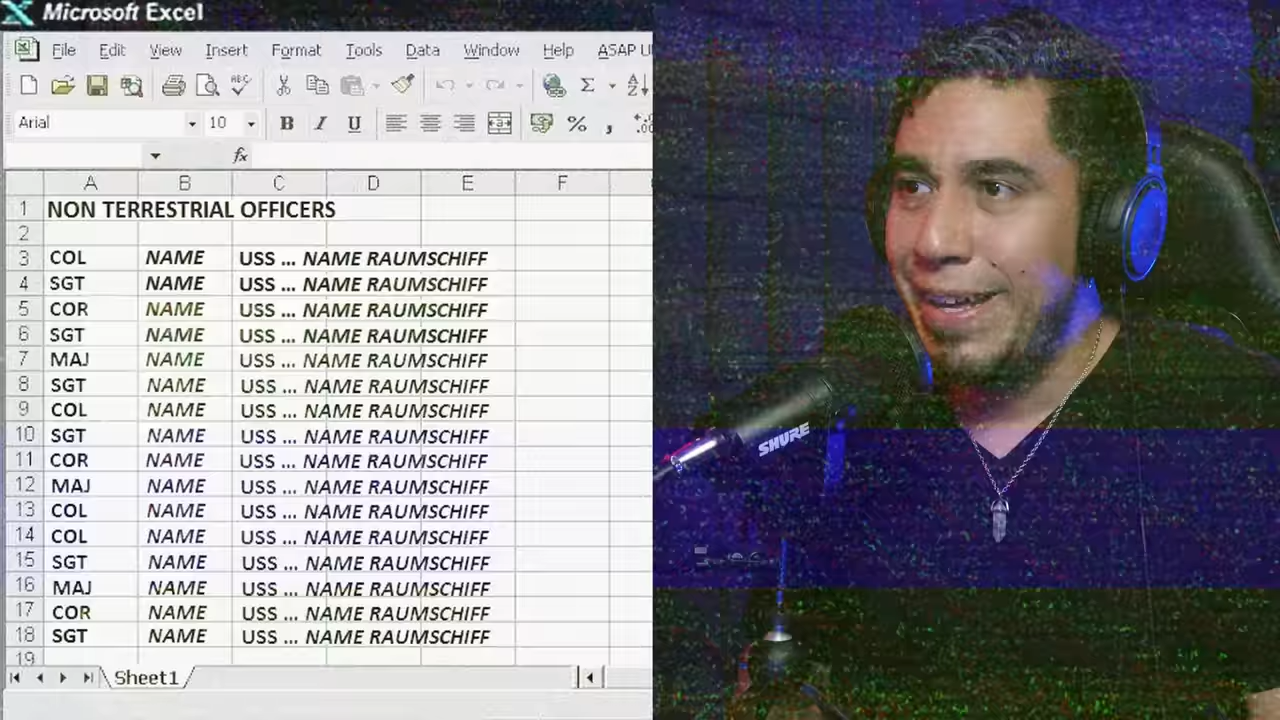 Microsoft Excel
File Edit View Insert Format Tools Data Window Help ASAP
ABC Σ
Arial 10 B I U %
fx
A B C D E F
1 NON TERRESTRIAL OFFICERS
2
3 COL NAME USS ... NAME RAUMSCHIFF
4 SGT NAME USS ... NAME RAUMSCHIFF
5 COR NAME USS ... NAME RAUMSCHIFF
6 SGT NAME USS ... NAME RAUMSCHIFF
7 MAJ NAME USS ... NAME RAUMSCHIFF
8 SGT NAME USS ... NAME RAUMSCHIFF
9 COL NAME USS ... NAME RAUMSCHIFF
10 SGT NAME USS ... NAME RAUMSCHIFF
11 COR NAME USS ... NAME RAUMSCHIFF
12 MAJ NAME USS ... NAME RAUMSCHIFF
13 COL NAME USS ... NAME RAUMSCHIFF
14 COL NAME USS ... NAME RAUMSCHIFF
15 SGT NAME USS ... NAME RAUMSCHIFF
16 MAJ NAME USS ... NAME RAUMSCHIFF
17 COR NAME USS ... NAME RAUMSCHIFF
18 SGT NAME USS ... NAME RAUMSCHIFF
19
Sheet1
SHURE